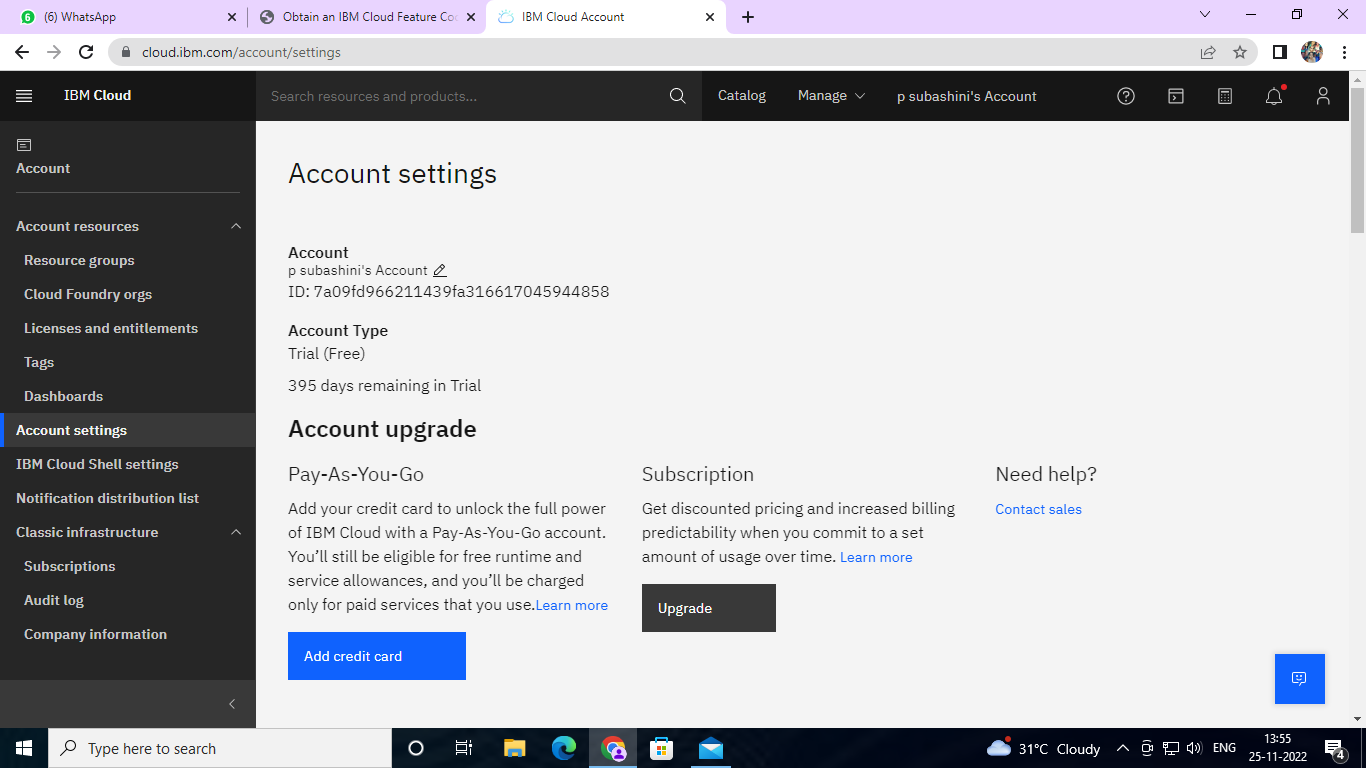 (6) WhatsApp
Obtain an IBM Cloud Feature Co
IBM Cloud Account
cloud.ibm.com/account/settings
IBM Cloud
Search resources and products...
Catalog
Manage
p subashini's Account
Account
Account resources
Resource groups
Cloud Foundry orgs
Licenses and entitlements
Tags
Dashboards
Account settings
IBM Cloud Shell settings
Notification distribution list
Classic infrastructure
Subscriptions
Audit log
Company information
Account settings
Account
p subashini's Account
ID: 7a09fd966211439fa316617045944858
Account Type
Trial (Free)
395 days remaining in Trial
Account upgrade
Pay-As-You-Go
Add your credit card to unlock the full power
of IBM Cloud with a Pay-As-You-Go account.
You’ll still be eligible for free runtime and
service allowances, and you’ll be charged
only for paid services that you use.Learn more
Add credit card
Subscription
Get discounted pricing and increased billing
predictability when you commit to a set
amount of usage over time. Learn more
Upgrade
Need help?
Contact sales
Type here to search
31°C Cloudy
ENG
13:55
25-11-2022
4